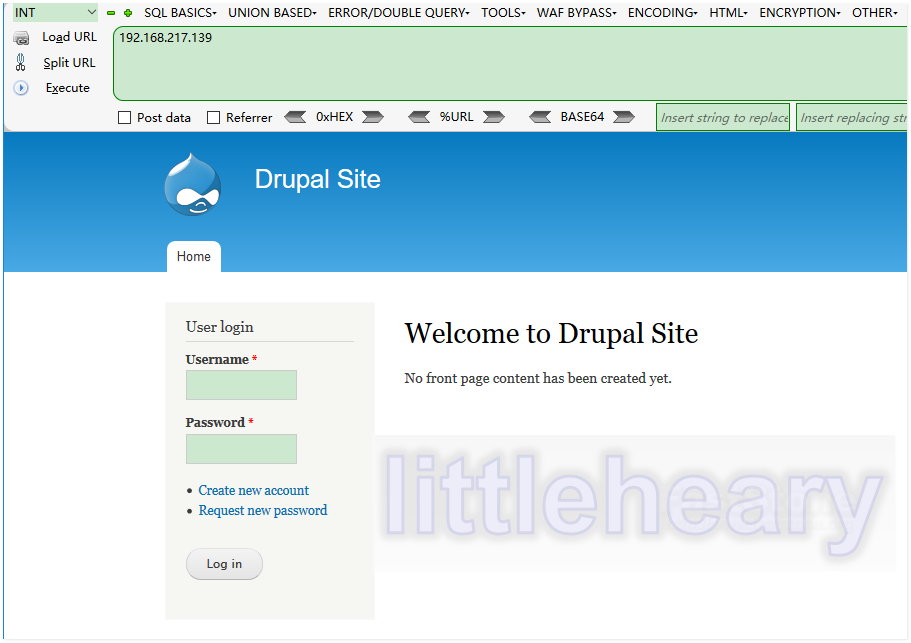 INT SQL BASICS UNION BASED ERROR/DOUBLE QUERY TOOLS WAF BYPASS ENCODING HTML ENCRYPTION OTHER
Load URL 192.168.217.139
Split URL
Execute
Post data Referrer 0xHEX %URL BASE64 Insert string to replace Insert replacing str
Drupal Site
Home
User login
Welcome to Drupal Site
Username *
No front page content has been created yet.
Password *
littleheary
Create new account
Request new password
Log in